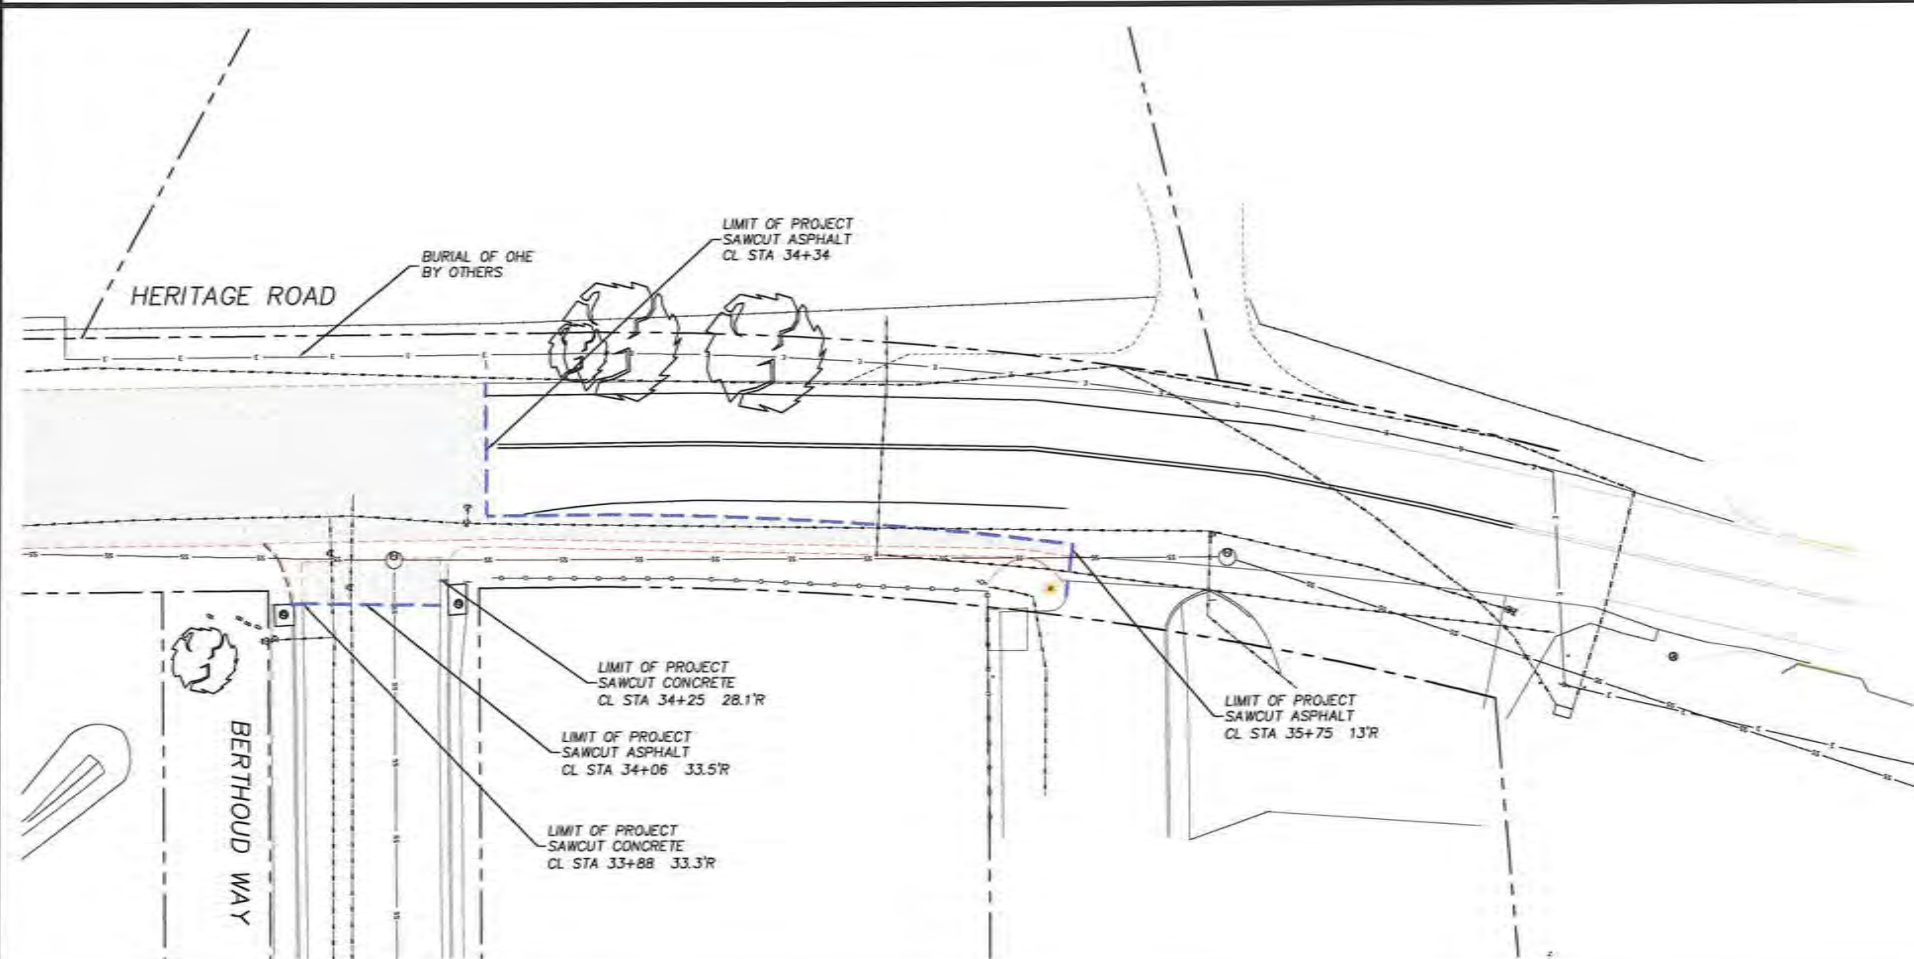 LIMIT OF PROJECT
SAWCUT ASPHALT
CL STA 34+34
BURIAL OF OHE
BY OTHERS
HERITAGE ROAD
LIMIT OF PROJECT
SAWCUT CONCRETE
CL STA 34+25 28.1'R
LIMIT OF PROJECT
SAWCUT ASPHALT
CL STA 35+75 13'R
LIMIT OF PROJECT
SAWCUT ASPHALT
CL STA 34+06 33.5'R
LIMIT OF PROJECT
SAWCUT CONCRETE
CL STA 33+88 33.3'R
BERTHOUD WAY